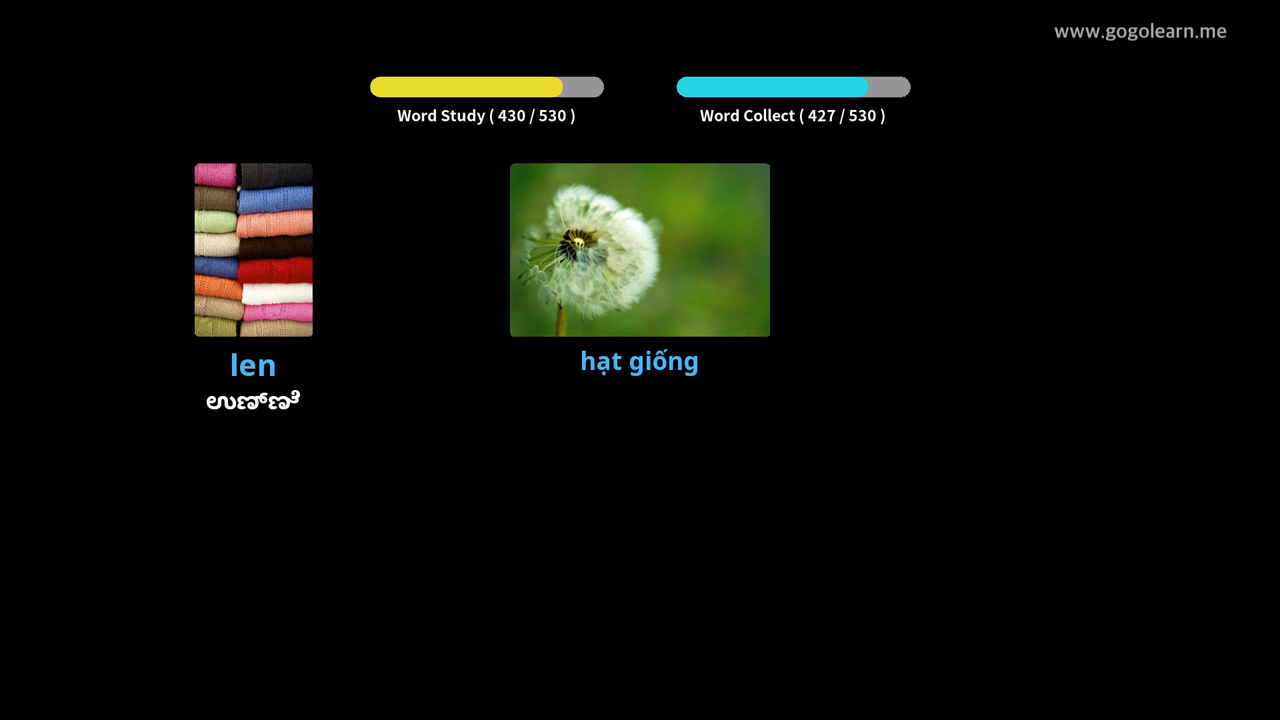 www.gogolearn.me
Word Study ( 430 / 530 )
Word Collect ( 427 / 530 )
len
ಉಣ್ಣೆ
hạt giống